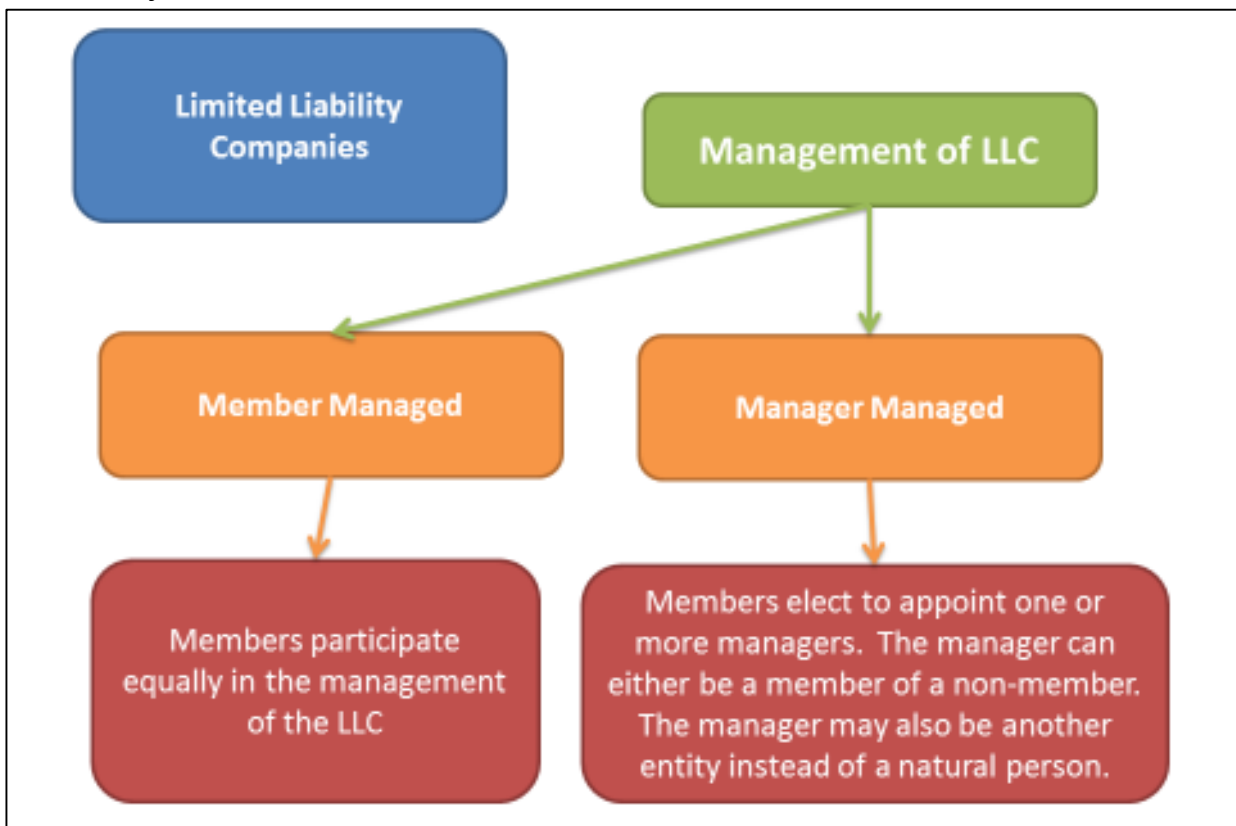 Limited Liability
Companies
Management of LLC
Member Managed
Manager Managed
Members participate
equally in the management
of the LLC
Members elect to appoint one or
more managers. The manager can
either be a member of a non-member.
The manager may also be another
entity instead of a natural person.